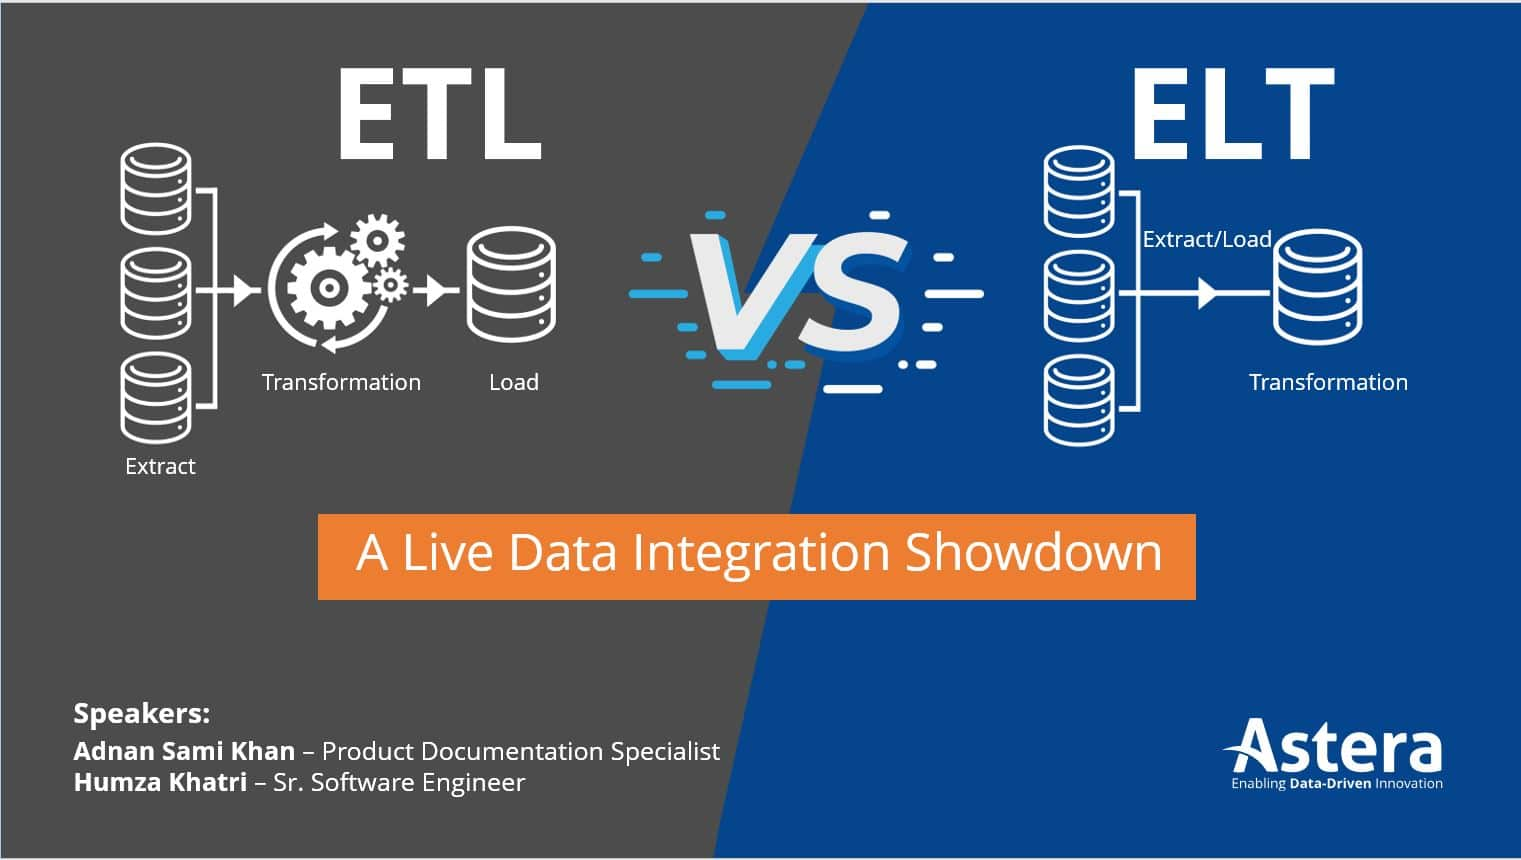 ETL
Extract
Transformation
Load
VS
ELT
Extract/Load
Transformation
A Live Data Integration Showdown
Speakers:
Adnan Sami Khan – Product Documentation Specialist
Humza Khatri – Sr. Software Engineer
Astera
Enabling Data-Driven Innovation